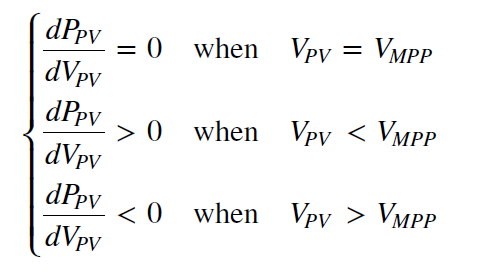 dP_PV/dV_PV = 0 when V_PV = V_MPP
dP_PV/dV_PV > 0 when V_PV < V_MPP
dP_PV/dV_PV < 0 when V_PV > V_MPP